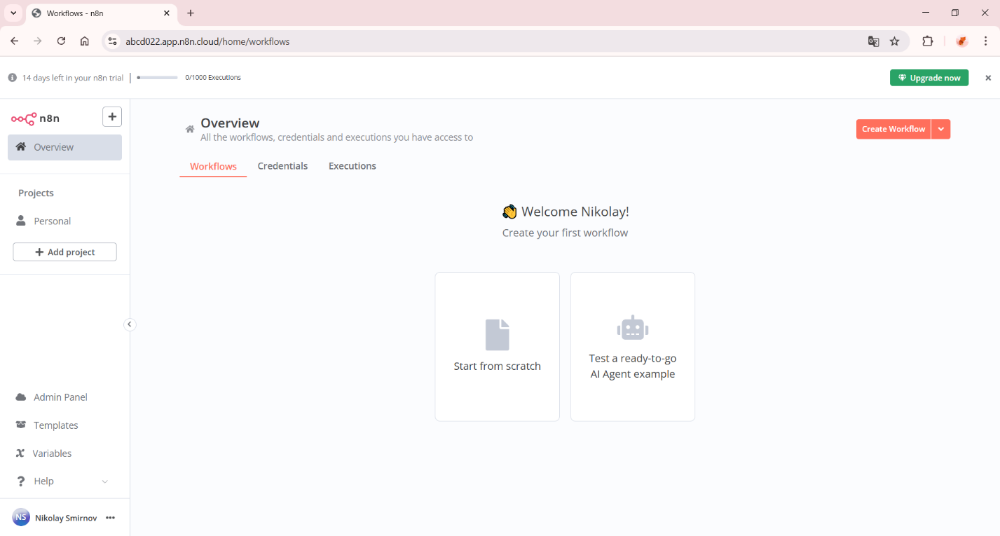 Workflows - n8n
abcd022.app.n8n.cloud/home/workflows
14 days left in your n8n trial
0/1000 Executions
Upgrade now
n8n
Overview
Projects
Personal
Add project
Admin Panel
Templates
Variables
Help
NS
Nikolay Smirnov
Overview
All the workflows, credentials and executions you have access to
Create Workflow
Workflows Credentials Executions
Welcome Nikolay!
Create your first workflow
Start from scratch
Test a ready-to-go
AI Agent example